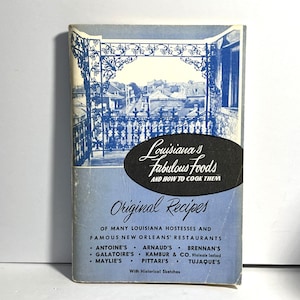 Louisiana's
Fabulous Foods
AND HOW TO COOK THEM
Original Recipes
OF MANY LOUISIANA HOSTESSES AND
FAMOUS NEW ORLEANS' RESTAURANTS
• ANTOINE'S • ARNAUD'S • BRENNAN'S
• GALATOIRE'S • KAMBUR & CO.
• MAYLIE'S • PITTARI'S • TUJAQUE'S
With Historical Sketches